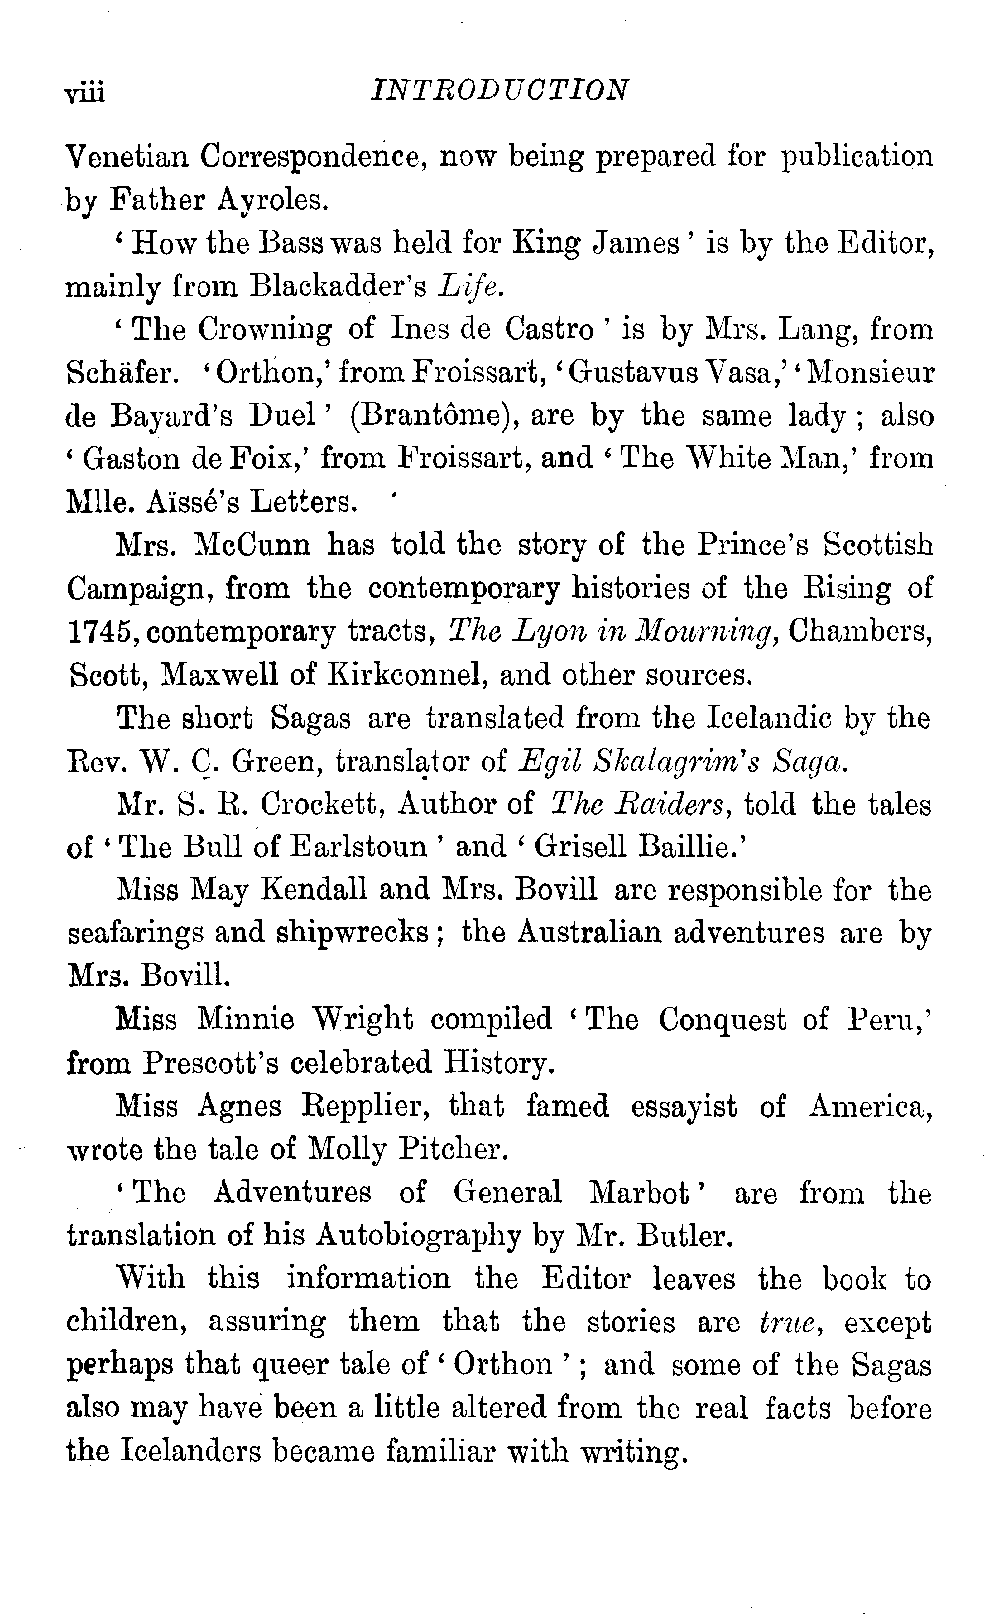 viii INTRODUCTION
Venetian Correspondence, now being prepared for publication
by Father Ayroles.
‘ How the Bass was held for King James ’ is by the Editor,
mainly from Blackadder's Life.
‘ The Crowning of Ines de Castro ’ is by Mrs. Lang, from
Schäfer. ‘ Orthon,’ from Froissart, ‘ Gustavus Vasa,’ ‘ Monsieur
de Bayard's Duel ’ (Brantôme), are by the same lady ; also
‘ Gaston de Foix,’ from Froissart, and ‘ The White Man,’ from
Mlle. Aïssé's Letters.
Mrs. McCunn has told the story of the Prince's Scottish
Campaign, from the contemporary histories of the Rising of
1745, contemporary tracts, The Lyon in Mourning, Chambers,
Scott, Maxwell of Kirkconnel, and other sources.
The short Sagas are translated from the Icelandic by the
Rev. W. C. Green, translator of Egil Skalagrim's Saga.
Mr. S. R. Crockett, Author of The Raiders, told the tales
of ‘ The Bull of Earlstoun ’ and ‘ Grisell Baillie.’
Miss May Kendall and Mrs. Bovill are responsible for the
seafarings and shipwrecks ; the Australian adventures are by
Mrs. Bovill.
Miss Minnie Wright compiled ‘ The Conquest of Peru,’
from Prescott's celebrated History.
Miss Agnes Repplier, that famed essayist of America,
wrote the tale of Molly Pitcher.
‘ The Adventures of General Marbot ’ are from the
translation of his Autobiography by Mr. Butler.
With this information the Editor leaves the book to
children, assuring them that the stories are true, except
perhaps that queer tale of ‘ Orthon ’ ; and some of the Sagas
also may have been a little altered from the real facts before
the Icelanders became familiar with writing.